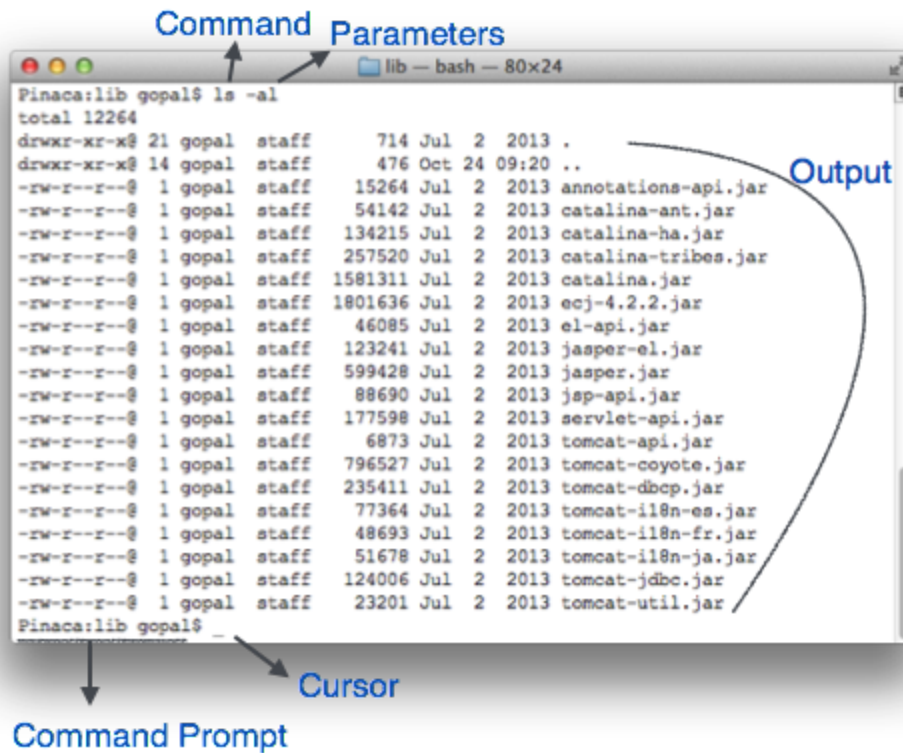 Command Parameters
lib — bash — 80×24
Pinaca:lib gopal$ ls -al
total 12264
drwxr-xr-x@ 21 gopal staff 714 Jul 2 2013 .
drwxr-xr-x@ 14 gopal staff 476 Oct 24 09:20 ..
Output
-rw-r--r--@ 1 gopal staff 15264 Jul 2 2013 annotations-api.jar
-rw-r--r--@ 1 gopal staff 54142 Jul 2 2013 catalina-ant.jar
-rw-r--r--@ 1 gopal staff 134215 Jul 2 2013 catalina-ha.jar
-rw-r--r--@ 1 gopal staff 257520 Jul 2 2013 catalina-tribes.jar
-rw-r--r--@ 1 gopal staff 1581311 Jul 2 2013 catalina.jar
-rw-r--r--@ 1 gopal staff 1801636 Jul 2 2013 ecj-4.2.2.jar
-rw-r--r--@ 1 gopal staff 46085 Jul 2 2013 el-api.jar
-rw-r--r--@ 1 gopal staff 123241 Jul 2 2013 jasper-el.jar
-rw-r--r--@ 1 gopal staff 599428 Jul 2 2013 jasper.jar
-rw-r--r--@ 1 gopal staff 88690 Jul 2 2013 jsp-api.jar
-rw-r--r--@ 1 gopal staff 177598 Jul 2 2013 servlet-api.jar
-rw-r--r--@ 1 gopal staff 6873 Jul 2 2013 tomcat-api.jar
-rw-r--r--@ 1 gopal staff 796527 Jul 2 2013 tomcat-coyote.jar
-rw-r--r--@ 1 gopal staff 235411 Jul 2 2013 tomcat-dbcp.jar
-rw-r--r--@ 1 gopal staff 77364 Jul 2 2013 tomcat-i18n-es.jar
-rw-r--r--@ 1 gopal staff 48693 Jul 2 2013 tomcat-i18n-fr.jar
-rw-r--r--@ 1 gopal staff 51678 Jul 2 2013 tomcat-i18n-ja.jar
-rw-r--r--@ 1 gopal staff 124006 Jul 2 2013 tomcat-jdbc.jar
-rw-r--r--@ 1 gopal staff 23201 Jul 2 2013 tomcat-util.jar
Pinaca:lib gopal$ _
Cursor
Command Prompt